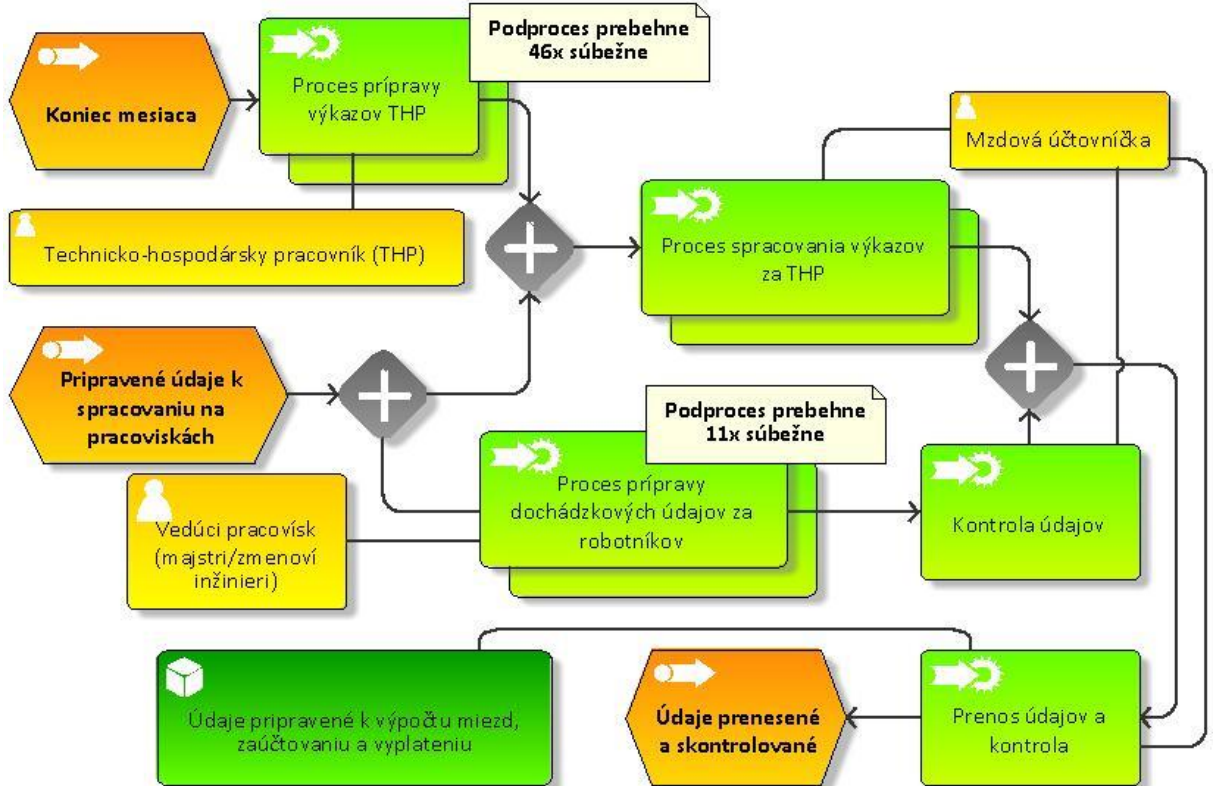 Podproces prebehne
46x súbežne
Proces prípravy
výkazov THP
Koniec mesiaca
Mzdová účtovníčka
Technicko-hospodársky pracovník (THP)
Proces spracovania výkazov
za THP
Pripravené údaje k
spracovaniu na
pracoviskách
Podproces prebehne
11x súbežne
Vedúci pracovísk
(majstri/zmenoví
inžinieri)
Proces prípravy
dochádzkových údajov za
robotníkov
Kontrola údajov
Údaje pripravené k výpočtu miezd,
zaúčtovaniu a vyplateniu
Údaje prenesené
a skontrolované
Prenos údajov a
kontrola